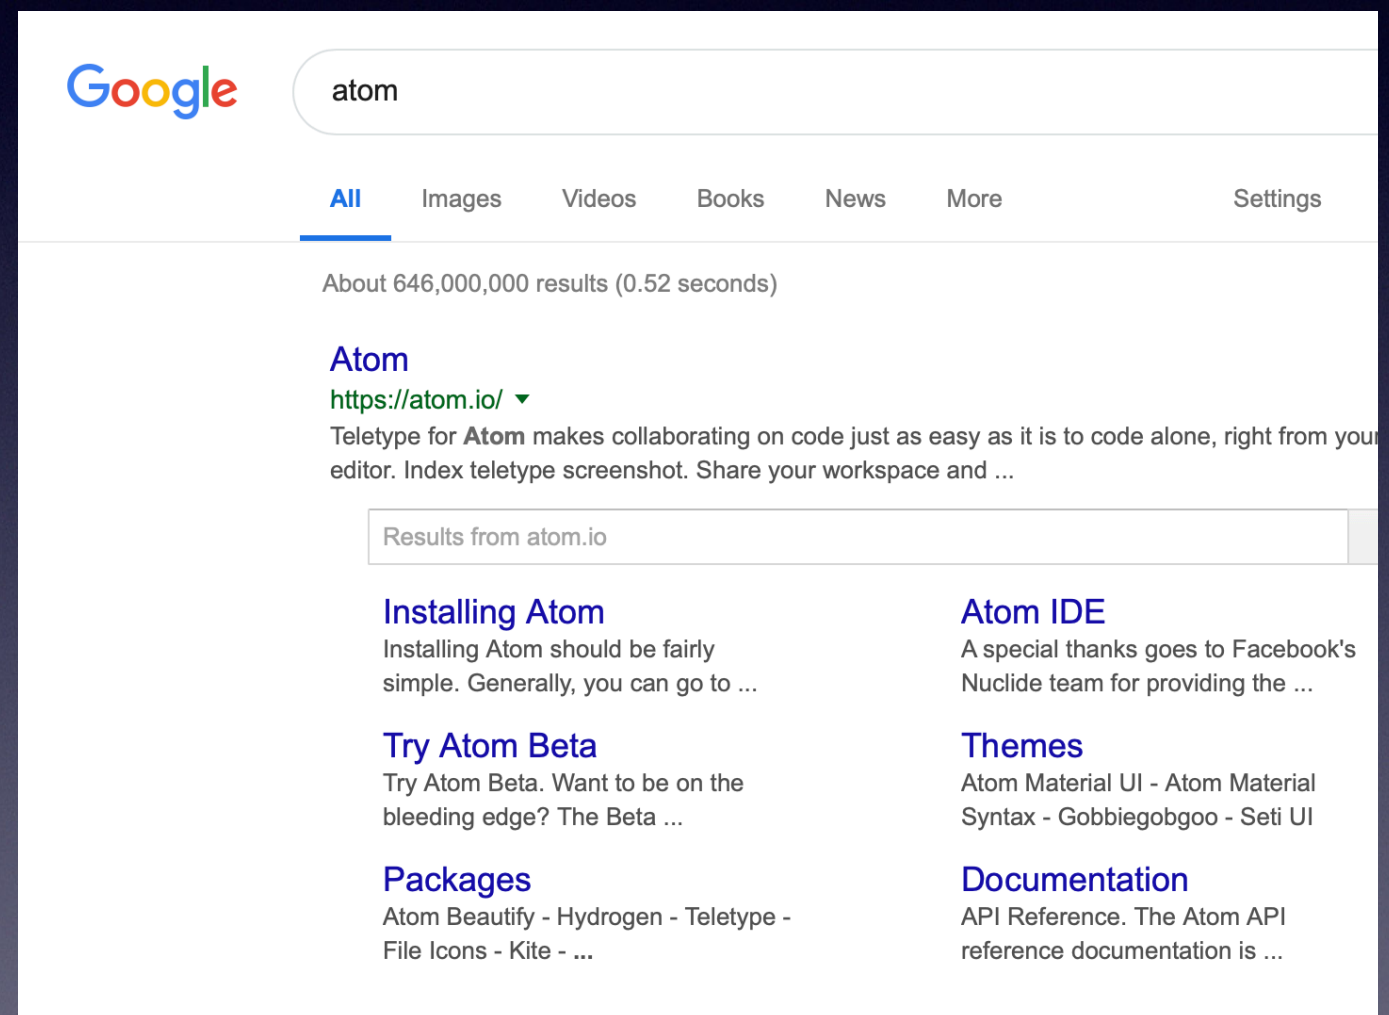 Google
atom
All Images Videos Books News More Settings
About 646,000,000 results (0.52 seconds)
Atom
https://atom.io/
Teletype for Atom makes collaborating on code just as easy as it is to code alone, right from your
editor. Index teletype screenshot. Share your workspace and ...
Results from atom.io
Installing Atom
Installing Atom should be fairly
simple. Generally, you can go to ...
Atom IDE
A special thanks goes to Facebook's
Nuclide team for providing the ...
Try Atom Beta
Try Atom Beta. Want to be on the
bleeding edge? The Beta ...
Themes
Atom Material UI - Atom Material
Syntax - Gobbiegobgoo - Seti UI
Packages
Atom Beautify - Hydrogen - Teletype -
File Icons - Kite - ...
Documentation
API Reference. The Atom API
reference documentation is ...